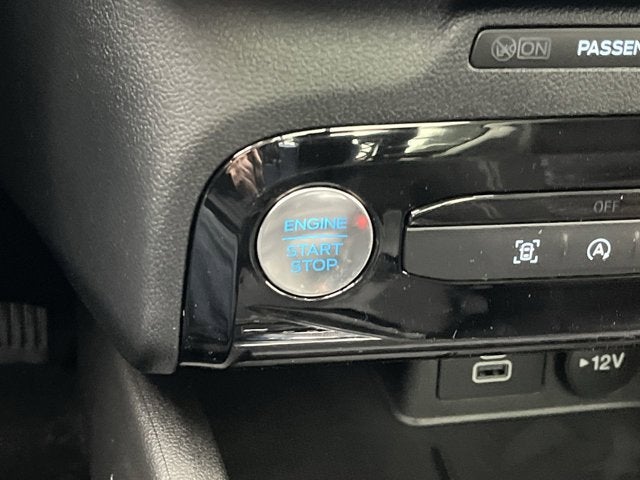 ON PASSEN
OFF
ENGINE
START
STOP
A
12V